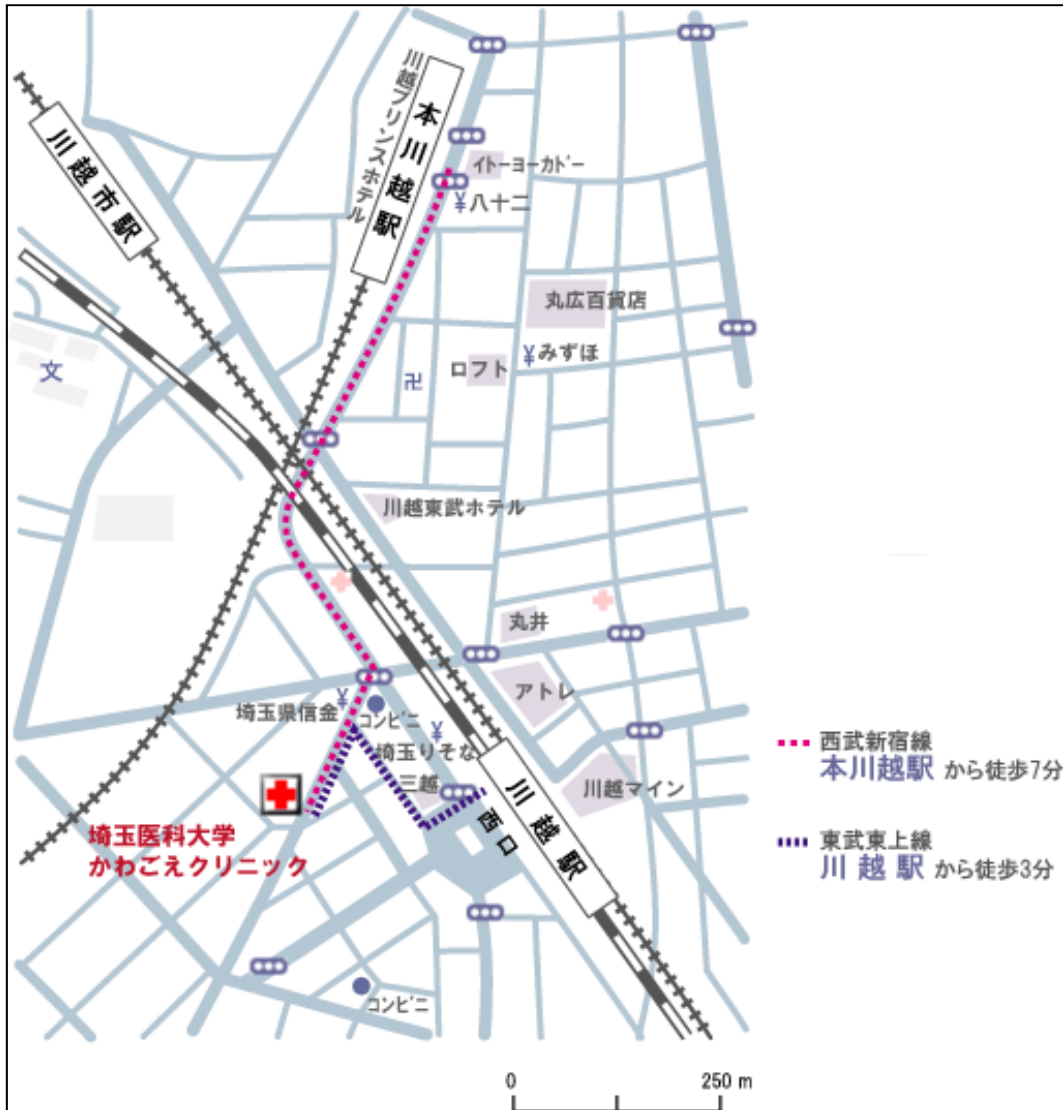 川越プリンスホテル
本川越駅
川越市駅
イトーヨーカドー
¥八十二
丸広百貨店
文
卍
ロフト
¥みずほ
川越東武ホテル
丸井
アトレ
埼玉県信金
¥
コンビニ
¥
埼玉りそな
三越
川越駅
西口
川越マイン
埼玉医科大学
かわごえクリニック
コンビニ
西武新宿線
本川越駅 から徒歩7分
東武東上線
川越駅 から徒歩3分
0
250 m